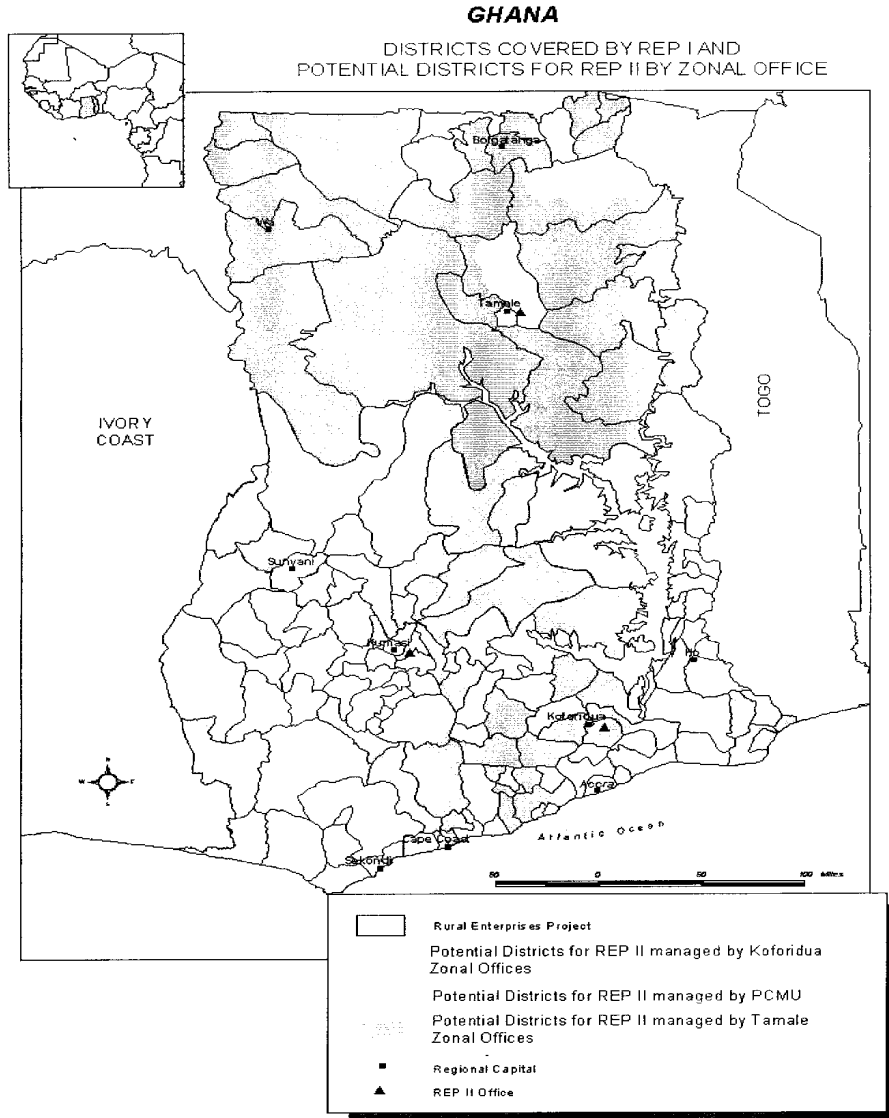 GHANA
DISTRICTS COVERED BY REP I AND
POTENTIAL DISTRICTS FOR REP II BY ZONAL OFFICE
Bolgatanga
Wa
Tamale
IVORY
COAST
TOGO
Sunyani
Kumasi
Ho
Koforidua
Accra
Atlantic Ocean
Cape Coast
Sekondi
N
W
E
50 0 50 100 Miles
Rural Enterprises Project
Potential Districts for REP II managed by Koforidua
Zonal Offices
Potential Districts for REP II managed by PCMU
Potential Districts for REP II managed by Tamale
Zonal Offices
Regional Capital
REP II Office